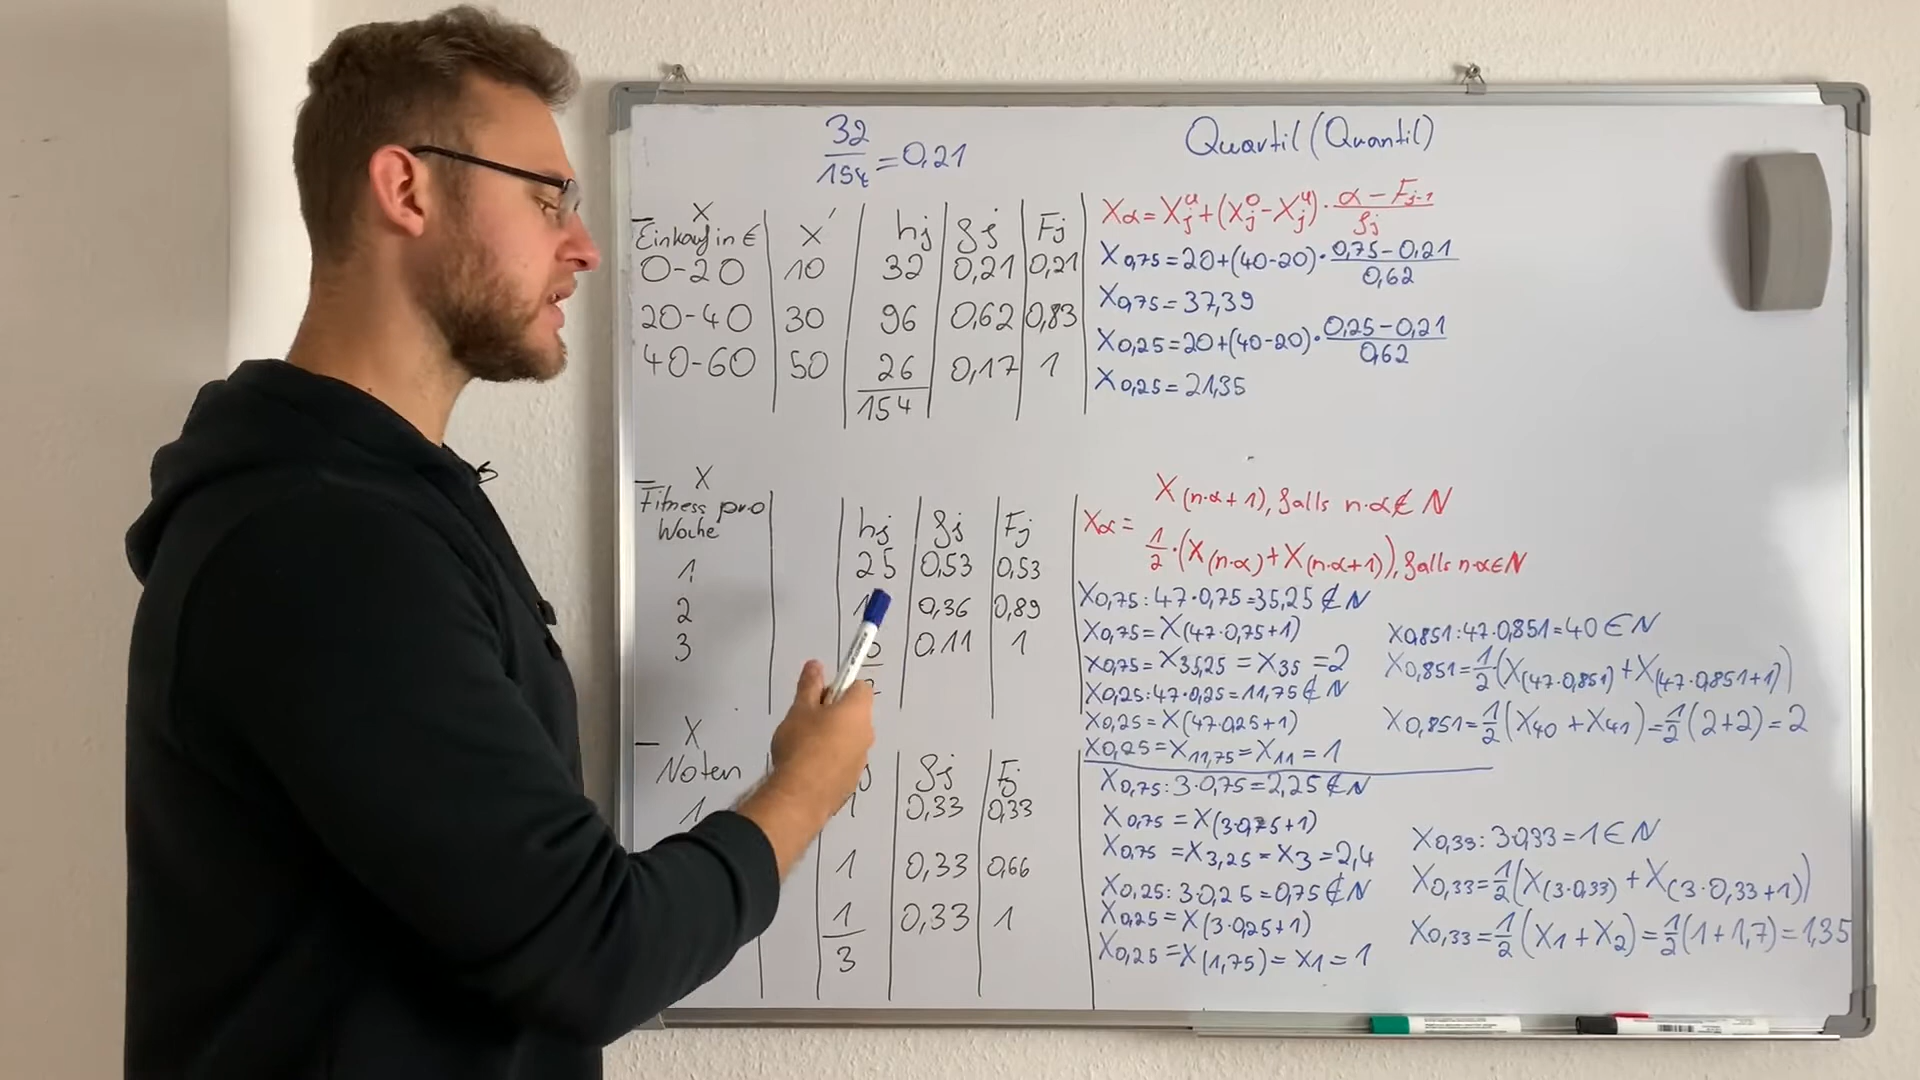 32
154 = 0,21
Quartil (Quantil)
X
Einkauf in € X' hj fj Fj
0-20 10 32 0,21 0,21
20-40 30 96 0,62 0,83
40-60 50 26 0,17 1
154
Xα = Xju + (Xjo - Xju) · α - Fj-1 / fj
X0,75 = 20 + (40-20) · 0,75-0,21 / 0,62
X0,75 = 37,39
X0,25 = 20 + (40-20) · 0,25-0,21 / 0,62
X0,25 = 21,35
X
Fitness pro
Woche
hj fj Fj
1 25 0,53 0,53
2 0,36 0,89
3 0.11 1
X(n·α+1), falls n·α ∉ N
Xα =
1/2 · (X(n·α) + X(n·α+1)), falls n·α ∈ N
X0,75 : 47·0,75 = 35,25 ∉ N
X0,75 = X(47·0,75+1)
X0,75 = X35,25 = X35 = 2
X0,25 : 47·0,25 = 11,75 ∉ N
X0,25 = X(47·0,25+1)
X0,25 = X11,75 = X11 = 1
X0,851 : 47·0,851 = 40 ∈ N
X0,851 = 1/2 (X(47·0,851) + X(47·0,851+1))
X0,851 = 1/2 (X40 + X41) = 1/2 (2+2) = 2
X
Noten fj Fj
1 1 0,33 0,33
1 0,33 0,66
1 0,33 1
3
X0,75 : 3·0,75 = 2,25 ∉ N
X0,75 = X(3·0,75+1)
X0,75 = X3,25 = X3 = 2,4
X0,25 : 3·0,25 = 0,75 ∉ N
X0,25 = X(3·0,25+1)
X0,25 = X(1,75) = X1 = 1
X0,33 : 3·0,33 = 1 ∈ N
X0,33 = 1/2 (X(3·0,33) + X(3·0,33+1))
X0,33 = 1/2 (X1 + X2) = 1/2 (1+1,7) = 1,35